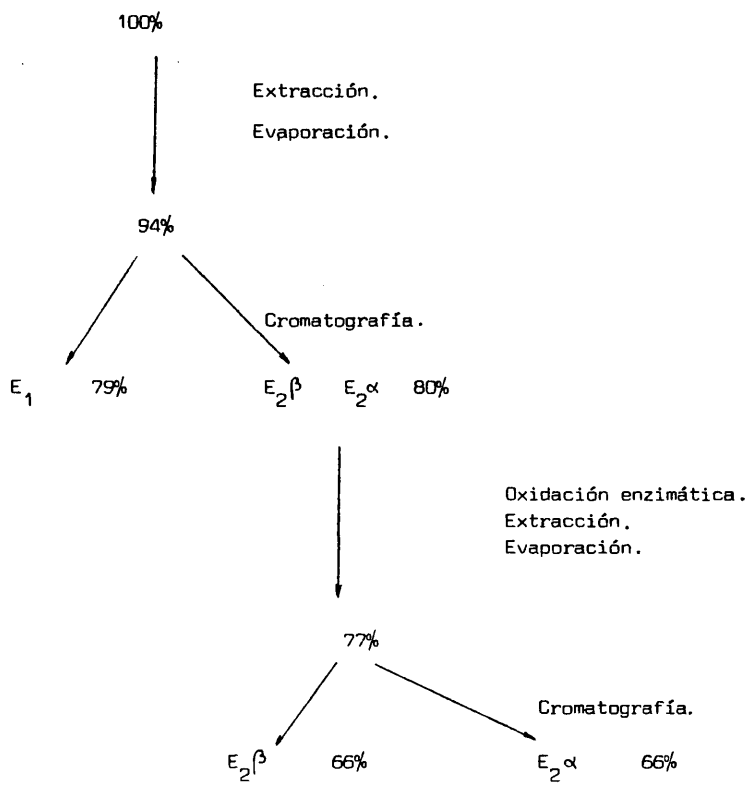 100%
Extracción.
Evaporación.
94%
Cromatografía.
E₁ 79% E₂β E₂α 80%
Oxidación enzimática.
Extracción.
Evaporación.
77%
Cromatografía.
E₂β 66% E₂α 66%